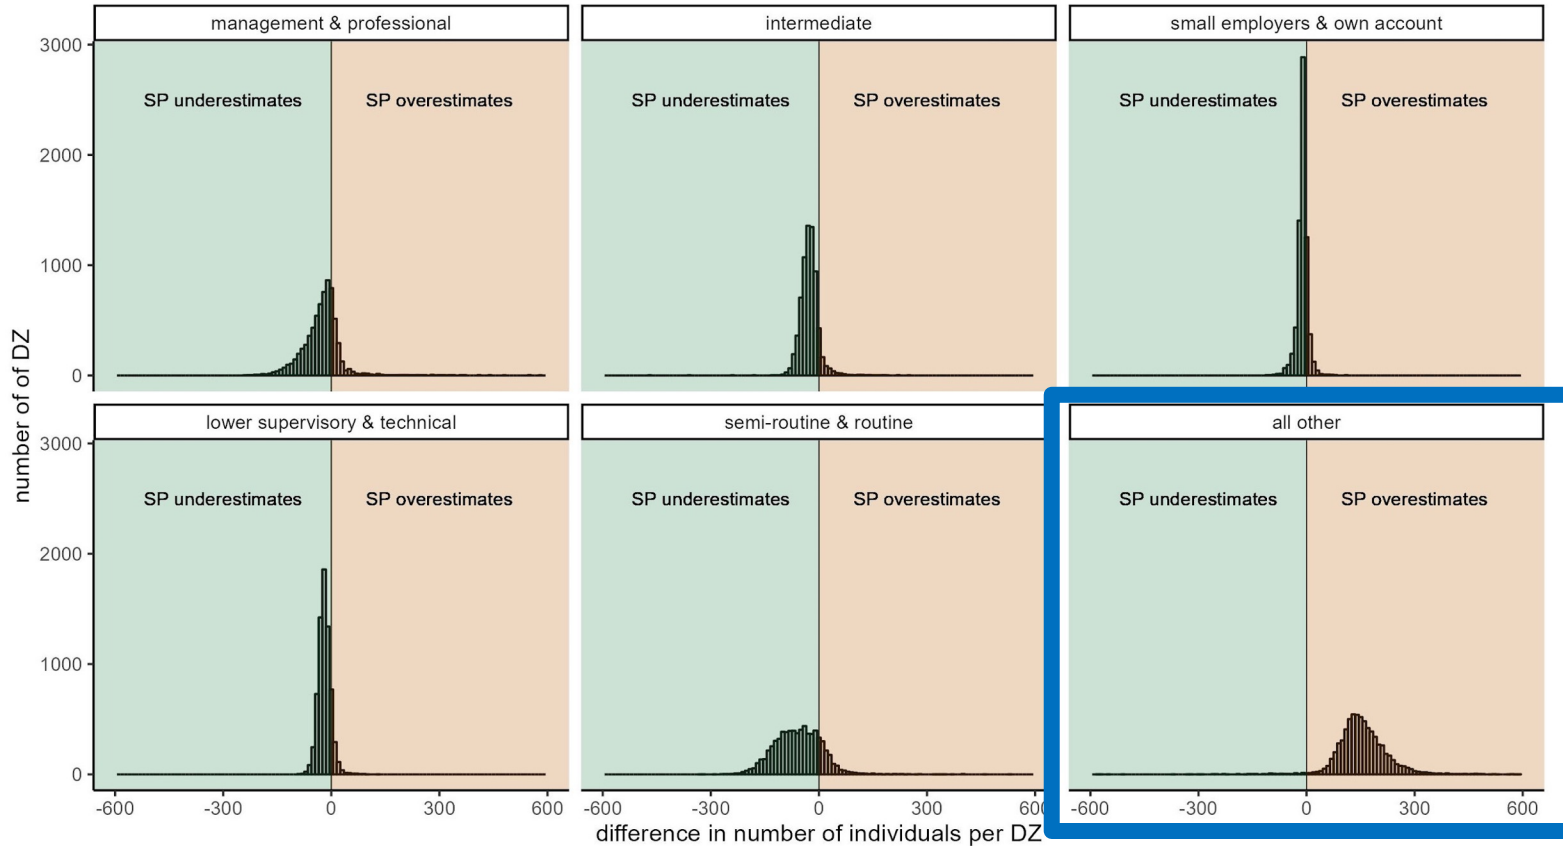 management & professional
intermediate
small employers & own account
3000
SP underestimates
SP overestimates
SP underestimates
SP overestimates
SP underestimates
SP overestimates
2000
1000
0
number of of DZ
lower supervisory & technical
semi-routine & routine
all other
3000
SP underestimates
SP overestimates
SP underestimates
SP overestimates
SP underestimates
SP overestimates
2000
1000
0
-600
-300
0
300
600
-600
-300
0
300
600
-600
-300
0
300
600
difference in number of individuals per DZ